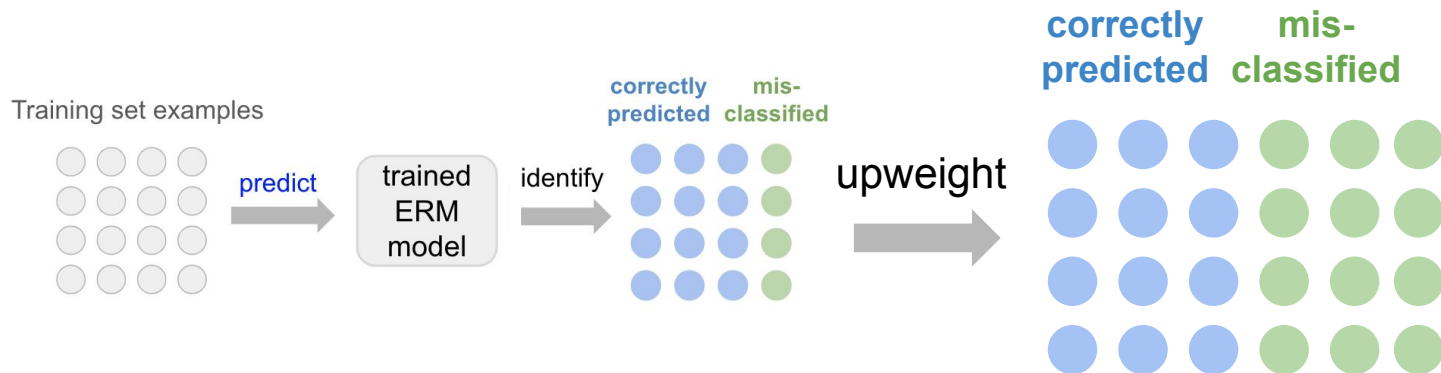 Training set examples
predict
trained
ERM
model
identify
correctly
predicted
mis-
classified
upweight
correctly
predicted
mis-
classified